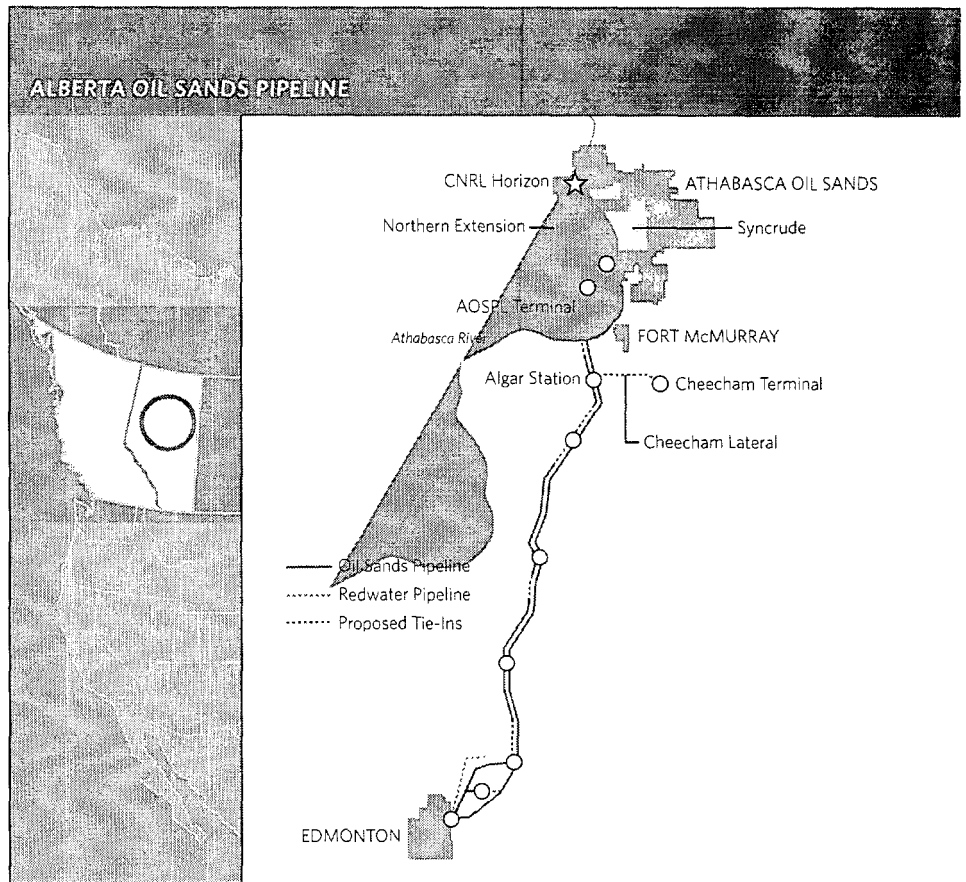 ALBERTA OIL SANDS PIPELINE
CNRL Horizon
ATHABASCA OIL SANDS
Northern Extension
Syncrude
AOSPL Terminal
Athabasca River
FORT McMURRAY
Algar Station
Cheecham Terminal
Cheecham Lateral
Oil Sands Pipeline
Redwater Pipeline
Proposed Tie-Ins
EDMONTON